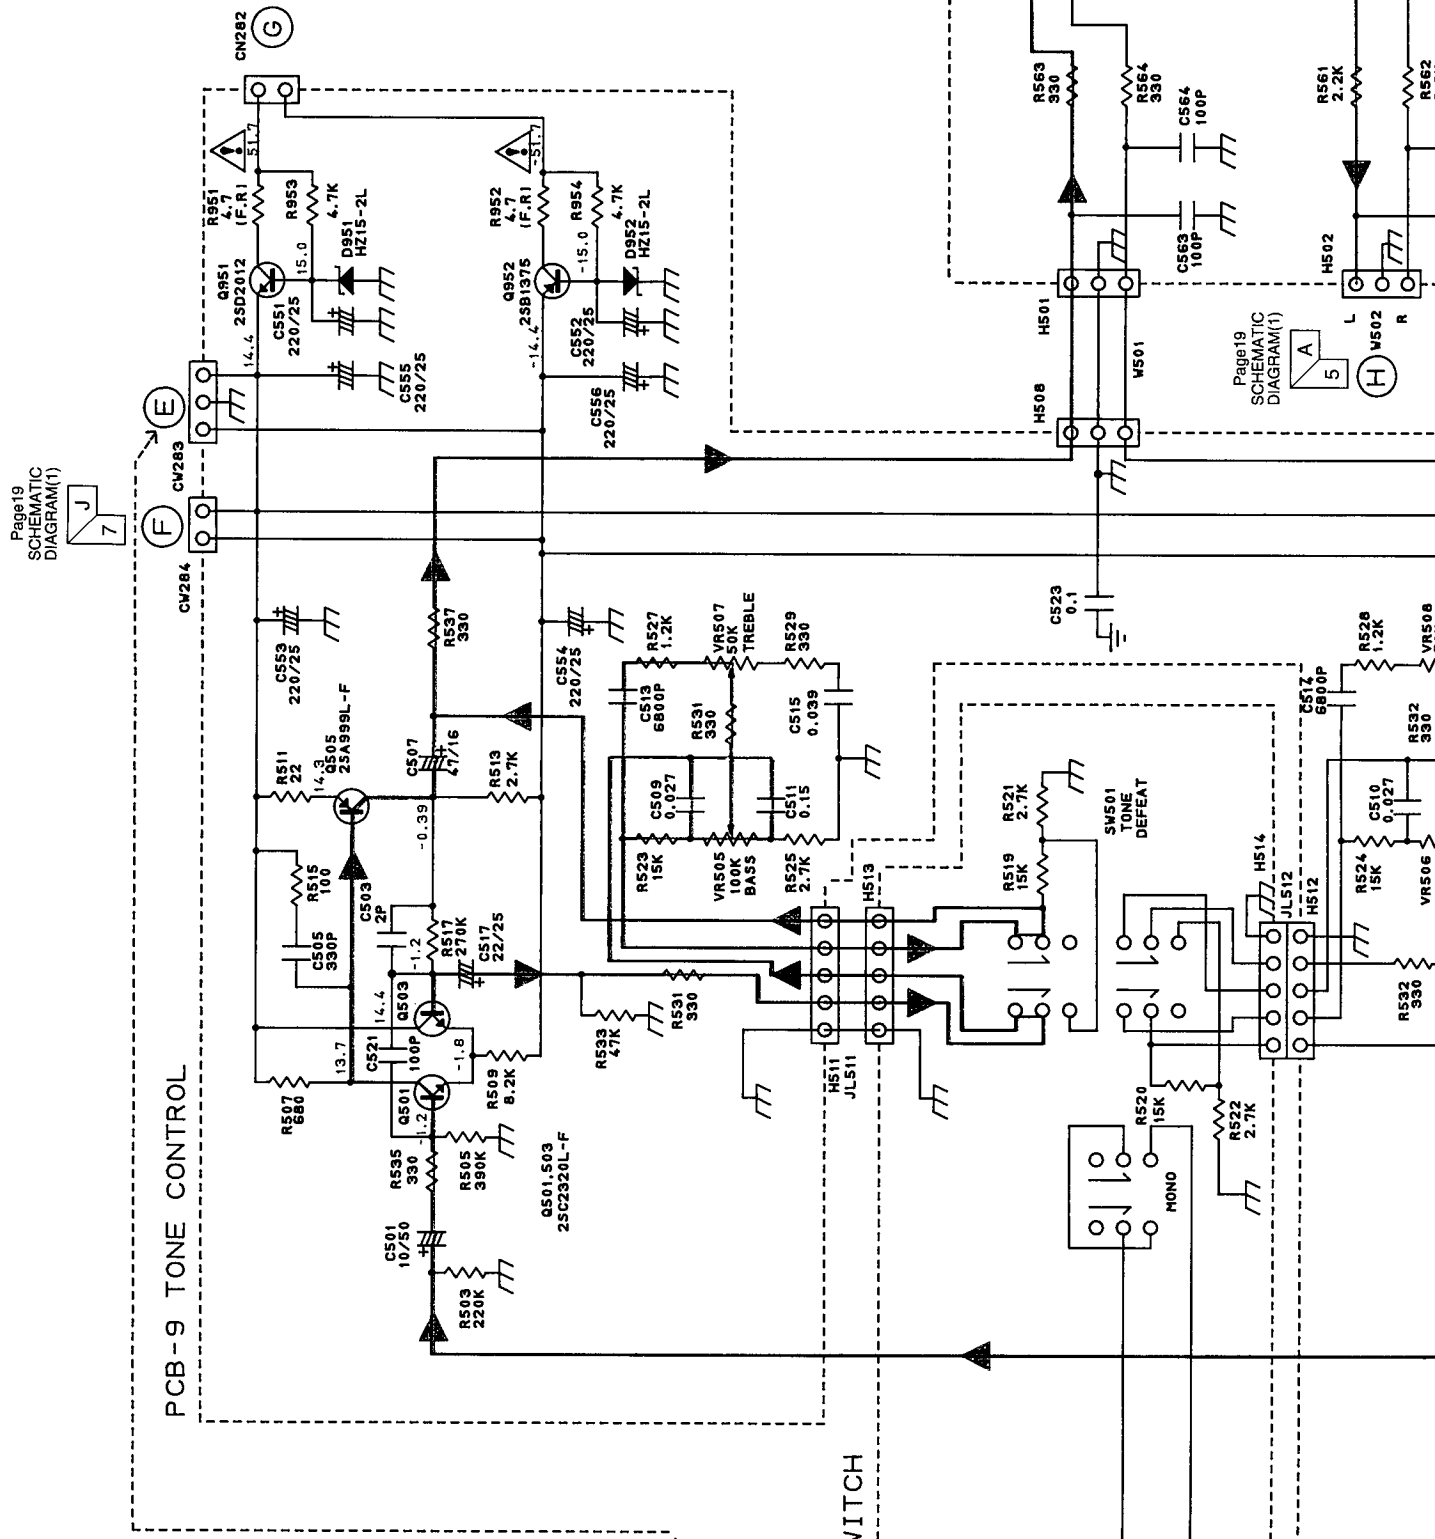 CN282
G
Page19
SCHEMATIC
DIAGRAM(1)
J
7
E
F
CW283
CW284
PCB-9 TONE CONTROL
R951
4.7
(F.R)
51.7
R953
4.7K
D951
HZ15-2L
15.0
Q951
2SD2012
C551
220/25
14.4
C555
220/25
R952
4.7
(F.R)
-51.7
R954
4.7K
D952
HZ15-2L
-15.0
Q952
2SB1375
C552
220/25
-14.4
C556
220/25
C553
220/25
R537
330
C554
220/25
R511
22
Q505
2SA999L-F
14.3
C507
47/16
R513
2.7K
-0.39
R515
100
C503
2P
C505
330P
R517
270K
C517
22/25
-1.2
Q503
14.4
C521
100P
13.7
-1.8
R509
8.2K
R507
680
Q501
-1.2
R535
330
R505
390K
Q501.503
2SC2320L-F
C501
10/50
R503
220K
R533
47K
R531
330
R527
1.2K
VR507
50K
TREBLE
R529
330
C513
6800P
R531
330
C515
0.039
C509
0.027
C511
0.15
R523
15K
VR505
100K
BASS
R525
2.7K
H511
JL511
H513
R521
2.7K
R519
15K
SW501
TONE
DEFEAT
H514
JL512
H512
R520
15K
R522
2.7K
MONO
WITCH
R563
330
R564
330
C564
100P
C563
100P
H501
W501
H508
C523
0.1
R561
2.2K
R562
H502
L
W502
R
Page19
SCHEMATIC
DIAGRAM(1)
A
5
H
R528
1.2K
VR508
C514
6800P
R532
330
C510
0.027
R524
15K
VR506
R532
330